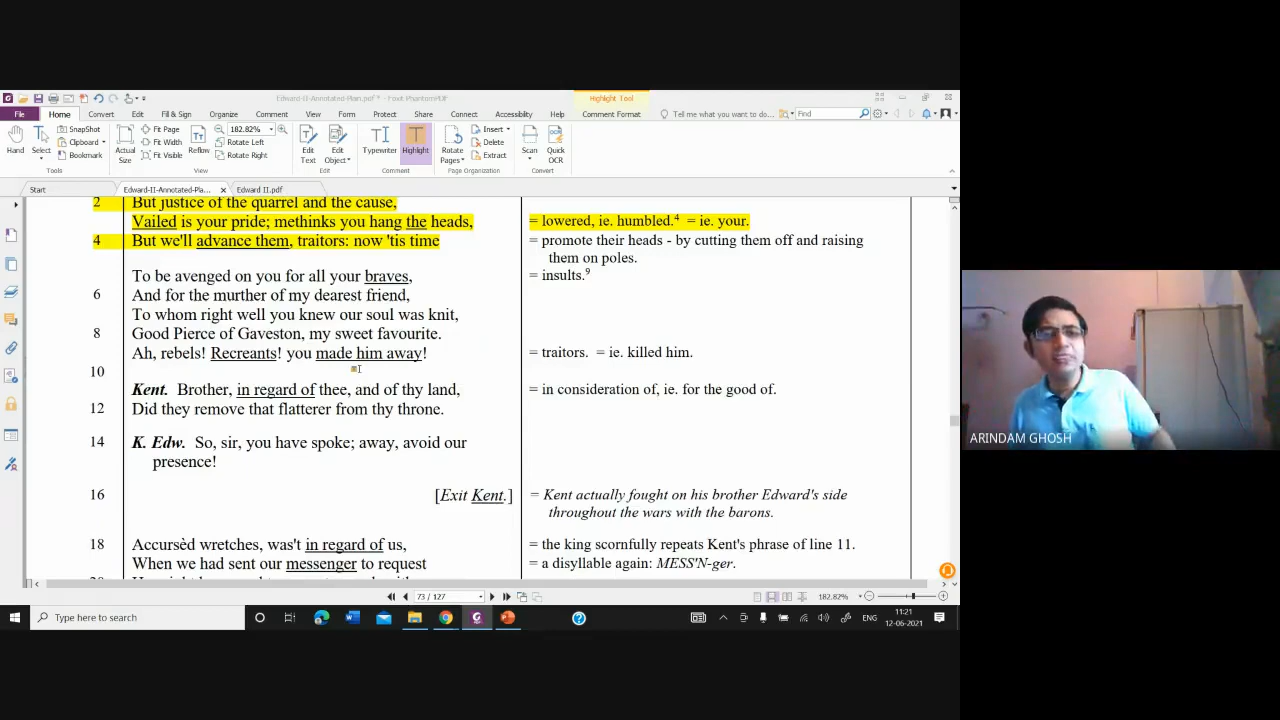 Edward-II-Annotated-Plan.pdf * - Foxit PhantomPDF
Highlight Tool
File
Home
Convert
Edit
Fill & Sign
Organize
Comment
View
Form
Protect
Share
Connect
Accessibility
Help
Comment Format
Tell me what you want to do...
Find
Hand
Select
SnapShot
Clipboard
Bookmark
Tools
Actual
Size
Fit Page
Fit Width
Fit Visible
Reflow
182.82%
Rotate Left
Rotate Right
View
Edit
Text
Edit
Object
Edit
Typewriter
Highlight
Comment
Rotate
Pages
Insert
Delete
Extract
Page Organization
Scan
Quick
OCR
Convert
Start
Edward-II-Annotated-Pla...
Edward II.pdf
2 But justice of the quarrel and the cause,
Vailed is your pride; methinks you hang the heads, = lowered, ie. humbled.⁴ = ie. your.
4 But we'll advance them, traitors: now 'tis time = promote their heads - by cutting them off and raising
them on poles.
To be avenged on you for all your braves, = insults.⁹
6 And for the murther of my dearest friend,
To whom right well you knew our soul was knit,
8 Good Pierce of Gaveston, my sweet favourite.
Ah, rebels! Recreants! you made him away! = traitors. = ie. killed him.
10
Kent. Brother, in regard of thee, and of thy land, = in consideration of, ie. for the good of.
12 Did they remove that flatterer from thy throne.
14 K. Edw. So, sir, you have spoke; away, avoid our
presence!
16 [Exit Kent.] = Kent actually fought on his brother Edward's side
throughout the wars with the barons.
18 Accursèd wretches, was't in regard of us, = the king scornfully repeats Kent's phrase of line 11.
When we had sent our messenger to request = a disyllable again: MESS'N-ger.
73 / 127
182.82%
Type here to search
ENG
11:21
12-06-2021
ARINDAM GHOSH